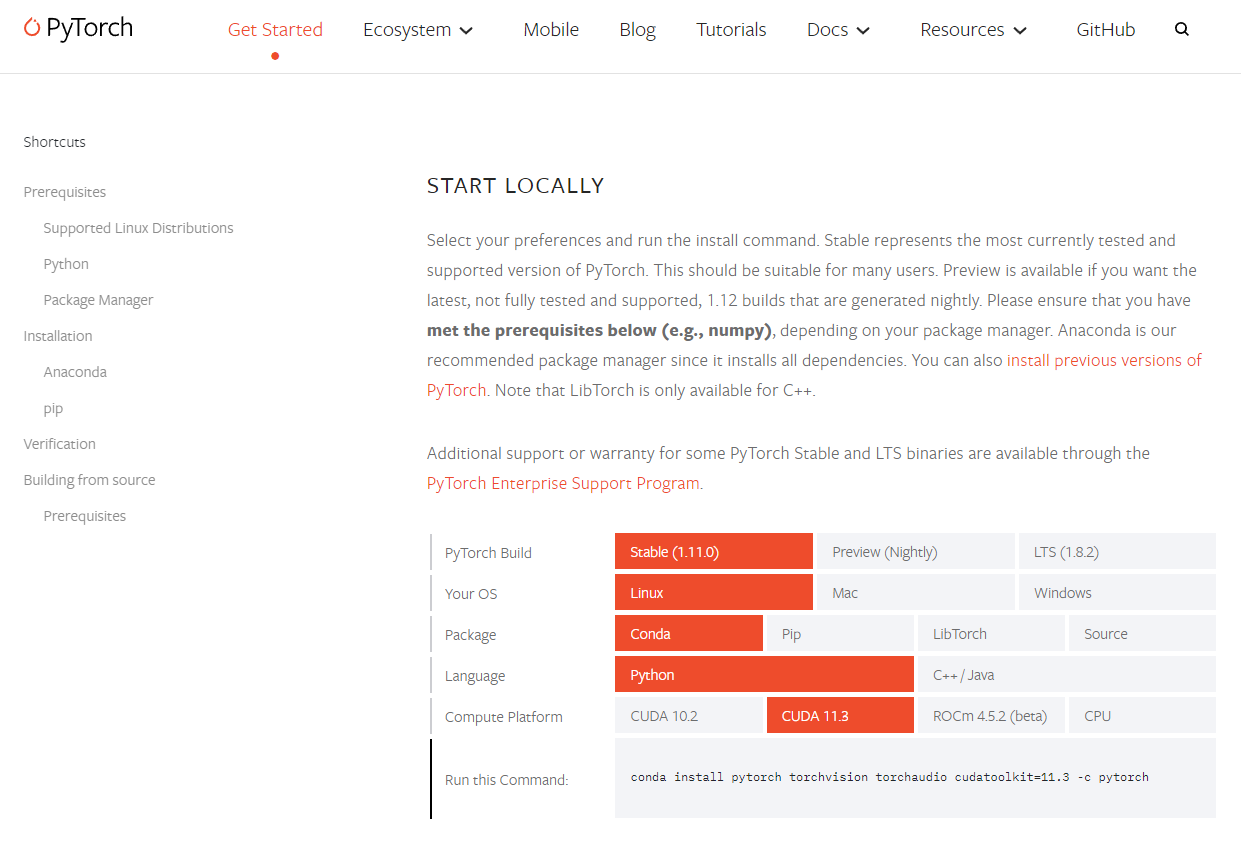 PyTorch
Get Started
Ecosystem
Mobile
Blog
Tutorials
Docs
Resources
GitHub
Shortcuts
Prerequisites
Supported Linux Distributions
Python
Package Manager
Installation
Anaconda
pip
Verification
Building from source
Prerequisites
START LOCALLY
Select your preferences and run the install command. Stable represents the most currently tested and
supported version of PyTorch. This should be suitable for many users. Preview is available if you want the
latest, not fully tested and supported, 1.12 builds that are generated nightly. Please ensure that you have
met the prerequisites below (e.g., numpy), depending on your package manager. Anaconda is our
recommended package manager since it installs all dependencies. You can also install previous versions of
PyTorch. Note that LibTorch is only available for C++.
Additional support or warranty for some PyTorch Stable and LTS binaries are available through the
PyTorch Enterprise Support Program.
PyTorch Build
Stable (1.11.0)
Preview (Nightly)
LTS (1.8.2)
Your OS
Linux
Mac
Windows
Package
Conda
Pip
LibTorch
Source
Language
Python
C++ / Java
Compute Platform
CUDA 10.2
CUDA 11.3
ROCm 4.5.2 (beta)
CPU
Run this Command:
conda install pytorch torchvision torchaudio cudatoolkit=11.3 -c pytorch